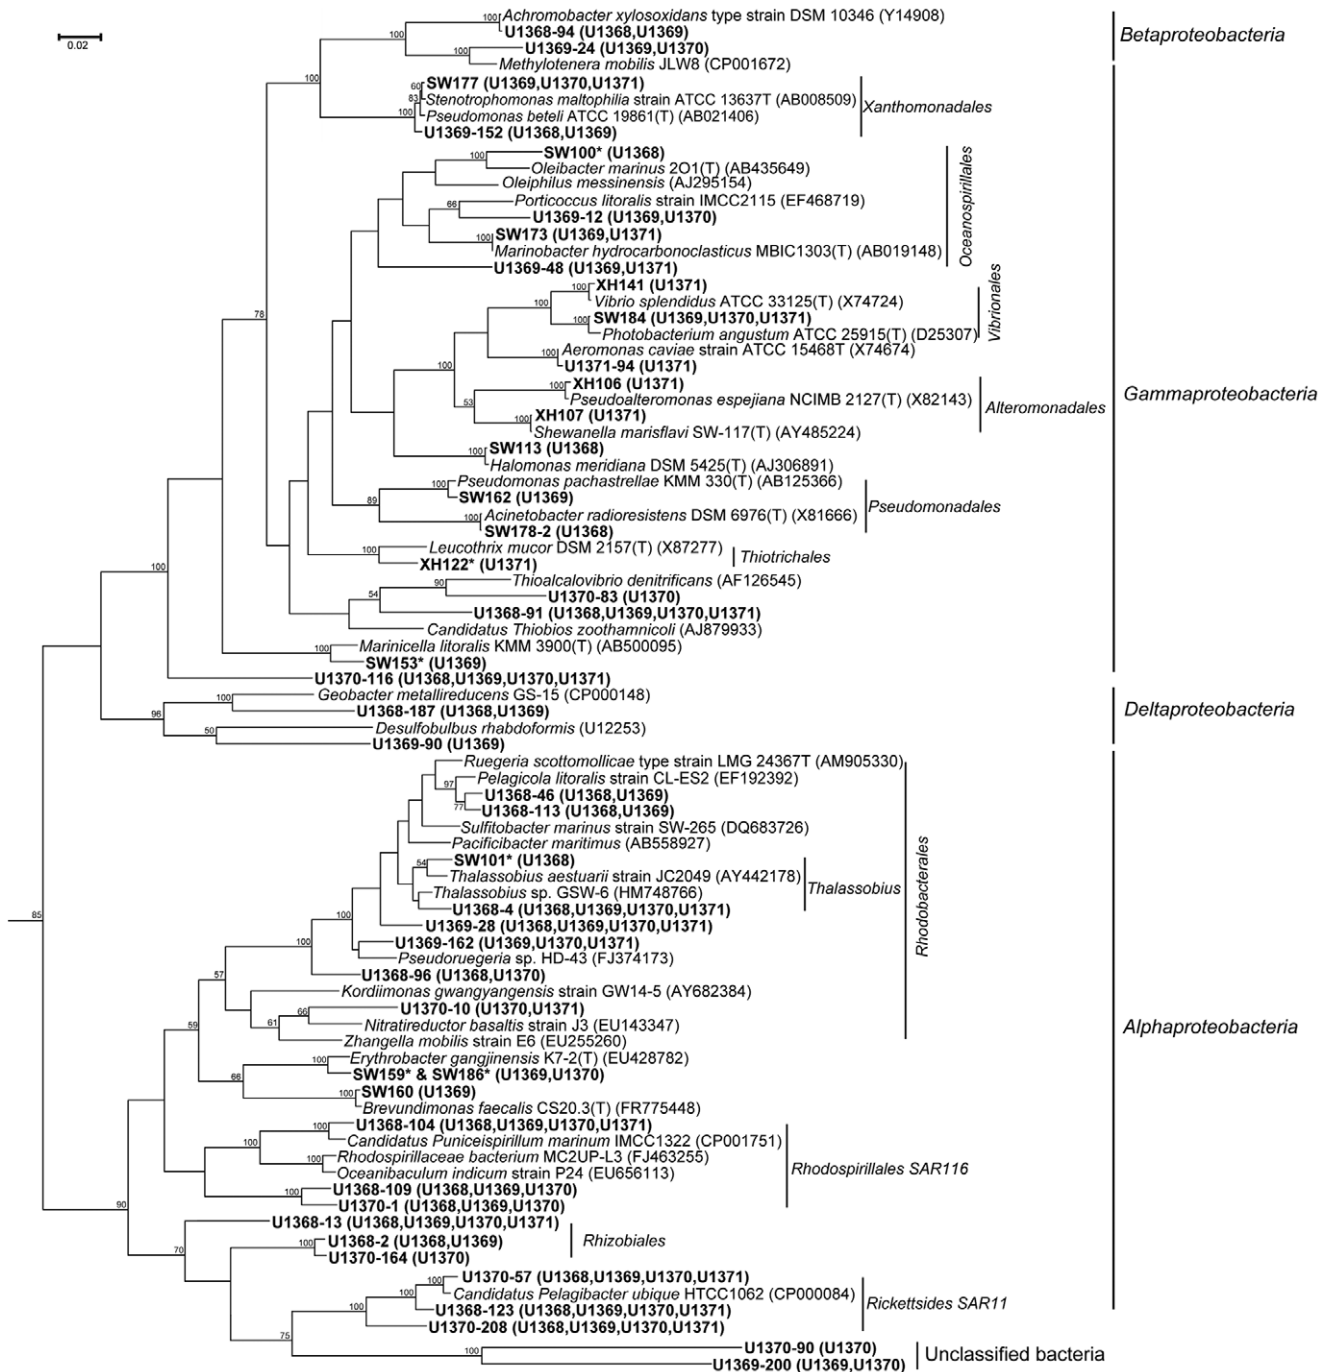 Achromobacter xylosoxidans type strain DSM 10346 (Y14908)
100
U1368-94 (U1368,U1369)
Betaproteobacteria
0.02
U1369-24 (U1369,U1370)
100
Methylotenera mobilis JLW8 (CP001672)
100
SW177 (U1369,U1370,U1371)
60
83
Stenotrophomonas maltophilia strain ATCC 13637T (AB008509)
Xanthomonadales
100
Pseudomonas beteli ATCC 19861(T) (AB021406)
U1369-152 (U1368,U1369)
100
SW100* (U1368)
Oleibacter marinus 2O1(T) (AB435649)
Oleiphilus messinensis (AJ295154)
Porticoccus litoralis strain IMCC2115 (EF468719)
66
U1369-12 (U1369,U1370)
Oceanospirillales
100
SW173 (U1369,U1371)
Marinobacter hydrocarbonoclasticus MBIC1303(T) (AB019148)
U1369-48 (U1369,U1371)
100
XH141 (U1371)
Vibrio splendidus ATCC 33125(T) (X74724)
100
Vibrionales
78
100
SW184 (U1369,U1370,U1371)
Photobacterium angustum ATCC 25915(T) (D25307)
Aeromonas caviae strain ATCC 15468T (X74674)
100
U1371-94 (U1371)
100
XH106 (U1371)
100
Pseudoalteromonas espejiana NCIMB 2127(T) (X82143)
Alteromonadales
Gammaproteobacteria
53
XH107 (U1371)
100
Shewanella marisflavi SW-117(T) (AY485224)
SW113 (U1368)
100
Halomonas meridiana DSM 5425(T) (AJ306891)
Pseudomonas pachastrellae KMM 330(T) (AB125366)
100
SW162 (U1369)
89
Pseudomonadales
Acinetobacter radioresistens DSM 6976(T) (X81666)
100
SW178-2 (U1368)
Leucothrix mucor DSM 2157(T) (X87277)
100
Thiotrichales
XH122* (U1371)
100
Thioalcalovibrio denitrificans (AF126545)
90
U1370-83 (U1370)
54
U1368-91 (U1368,U1369,U1370,U1371)
Candidatus Thiobios zoothamnicoli (AJ879933)
Marinicella litoralis KMM 3900(T) (AB500095)
100
SW153* (U1369)
U1370-116 (U1368,U1369,U1370,U1371)
Geobacter metallireducens GS-15 (CP000148)
100
U1368-187 (U1368,U1369)
Deltaproteobacteria
96
Desulfobulbus rhabdoformis (U12253)
50
U1369-90 (U1369)
Ruegeria scottomollicae type strain LMG 24367T (AM905330)
Pelagicola litoralis strain CL-ES2 (EF192392)
97
U1368-46 (U1368,U1369)
77
U1368-113 (U1368,U1369)
Sulfitobacter marinus strain SW-265 (DQ683726)
Pacificibacter maritimus (AB558927)
SW101* (U1368)
54
Thalassobius aestuarii strain JC2049 (AY442178)
Thalassobius
Thalassobius sp. GSW-6 (HM748766)
Rhodobacterales
U1368-4 (U1368,U1369,U1370,U1371)
85
100
U1369-28 (U1368,U1369,U1370,U1371)
100
U1369-162 (U1369,U1370,U1371)
Pseudoruegeria sp. HD-43 (FJ374173)
57
U1368-96 (U1368,U1370)
Kordiimonas gwangyangensis strain GW14-5 (AY682384)
66
U1370-10 (U1370,U1371)
61
Nitratireductor basaltis strain J3 (EU143347)
59
Alphaproteobacteria
Zhangella mobilis strain E6 (EU255260)
Erythrobacter gangjinensis K7-2(T) (EU428782)
100
SW159* & SW186* (U1369,U1370)
66
SW160 (U1369)
100
Brevundimonas faecalis CS20.3(T) (FR775448)
100
U1368-104 (U1368,U1369,U1370,U1371)
100
Candidatus Puniceispirillum marinum IMCC1322 (CP001751)
Rhodospirillaceae bacterium MC2UP-L3 (FJ463255)
100
Rhodospirillales SAR116
Oceanibaculum indicum strain P24 (EU656113)
U1368-109 (U1368,U1369,U1370)
100
90
U1370-1 (U1368,U1369,U1370)
U1368-13 (U1368,U1369,U1370,U1371)
U1368-2 (U1368,U1369)
100
Rhizobiales
70
U1370-164 (U1370)
U1370-57 (U1368,U1369,U1370,U1371)
100
Candidatus Pelagibacter ubique HTCC1062 (CP000084)
100
U1368-123 (U1368,U1369,U1370,U1371)
Rickettsides SAR11
100
U1370-208 (U1368,U1369,U1370,U1371)
75
U1370-90 (U1370)
100
Unclassified bacteria
U1369-200 (U1369,U1370)